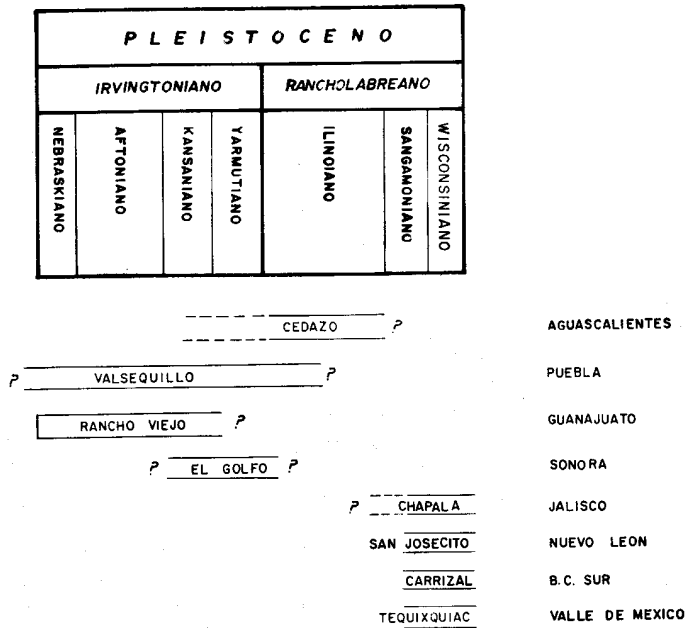 PLEISTOCENO
IRVINGTONIANO RANCHOLABREANO
NEBRASKIANO AFTONIANO KANSANIANO YARMUTIANO ILINOIANO SANGAMONIANO WISCONSINIANO
CEDAZO ? AGUASCALIENTES
? VALSEQUILLO ? PUEBLA
RANCHO VIEJO ? GUANAJUATO
? EL GOLFO ? SONORA
? CHAPALA JALISCO
SAN JOSECITO NUEVO LEON
CARRIZAL B.C. SUR
TEQUIXQUIAC VALLE DE MEXICO